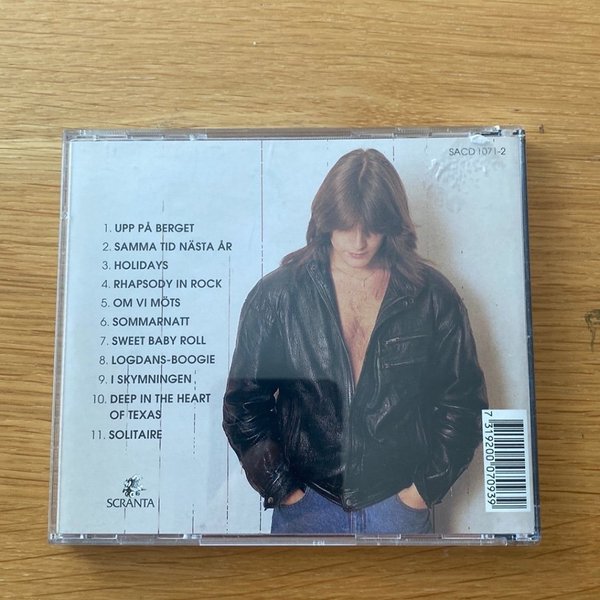 SACD 1071-2
1. UPP PÅ BERGET
2. SAMMA TID NÄSTA ÅR
3. HOLIDAYS
4. RHAPSODY IN ROCK
5. OM VI MÖTS
6. SOMMARNATT
7. SWEET BABY ROLL
8. LOGDANS-BOOGIE
9. I SKYMNINGEN
10. DEEP IN THE HEART
OF TEXAS
11. SOLITAIRE
SCRANTA
7 319200 070939